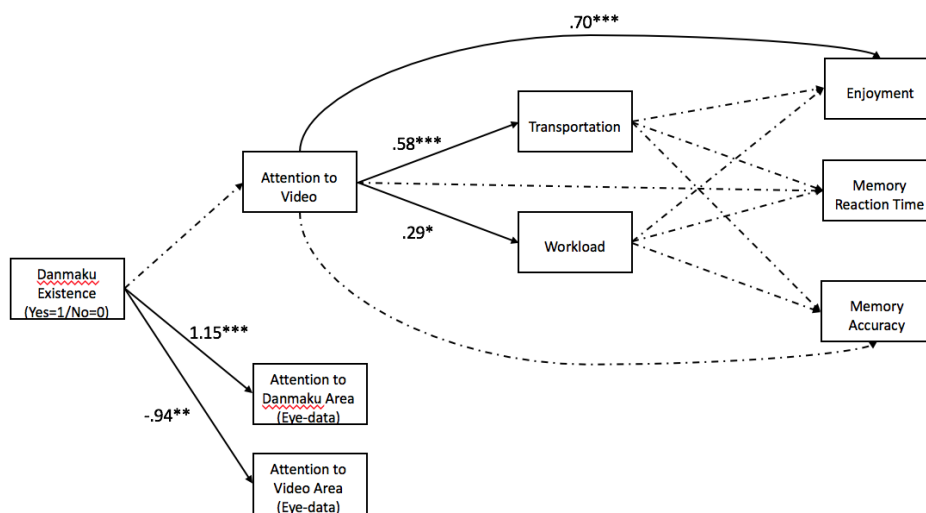 .70***
Enjoyment
Transportation
.58***
Attention to
Video
Memory
Reaction Time
.29*
Workload
Danmaku
Existence
(Yes=1/No=0)
Memory
Accuracy
1.15***
Attention to
Danmaku Area
(Eye-data)
-.94**
Attention to
Video Area
(Eye-data)